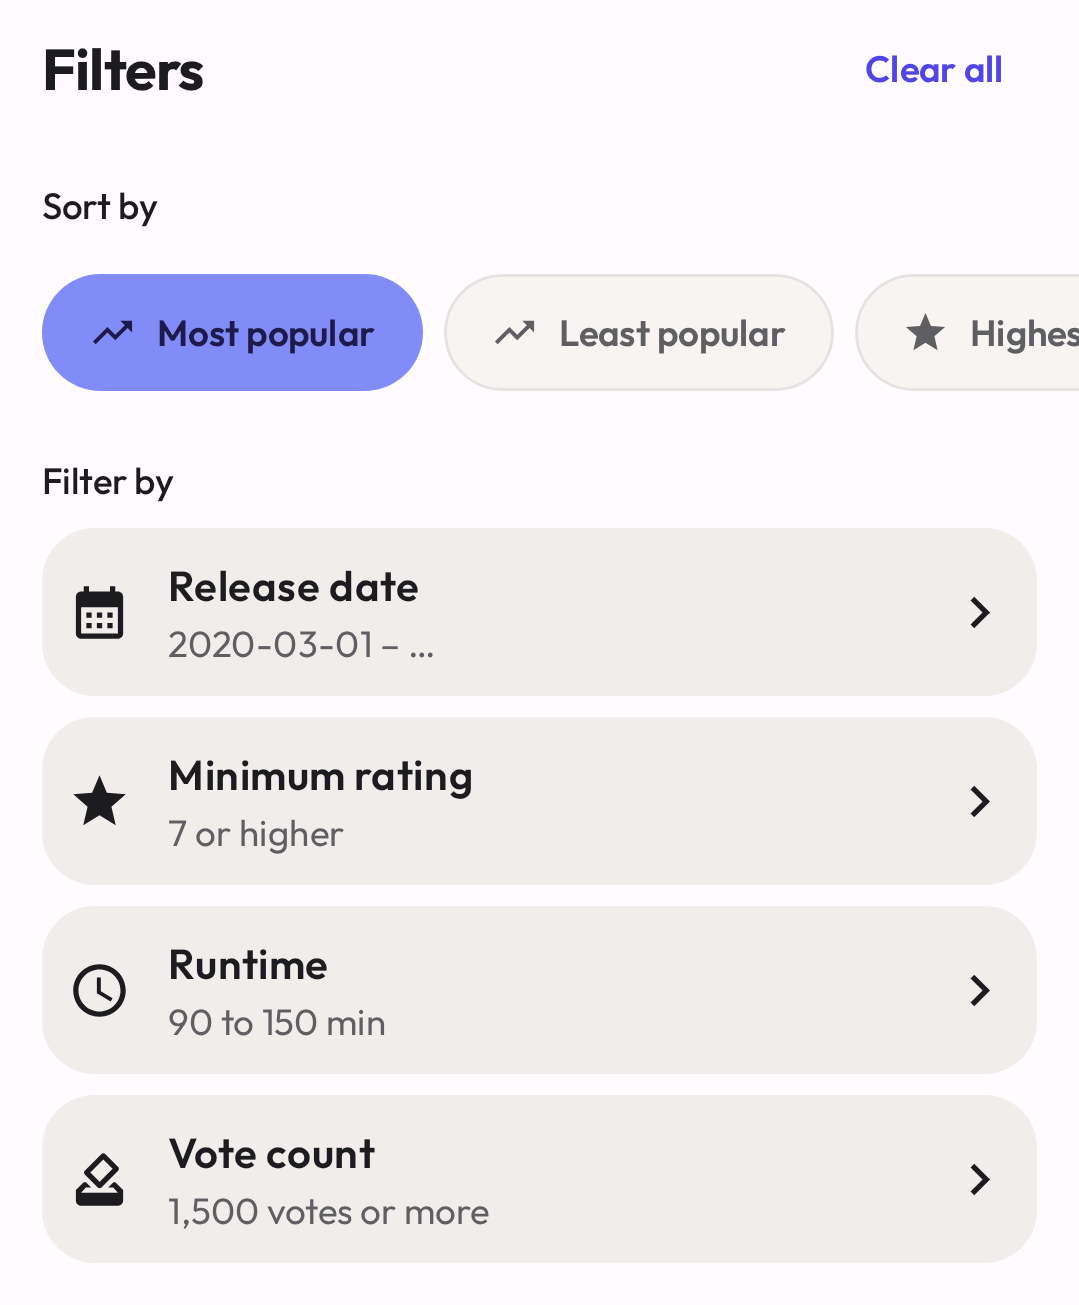 Filters
Clear all
Sort by
Most popular
Least popular
Highes
Filter by
Release date
2020-03-01 – ...
Minimum rating
7 or higher
Runtime
90 to 150 min
Vote count
1,500 votes or more